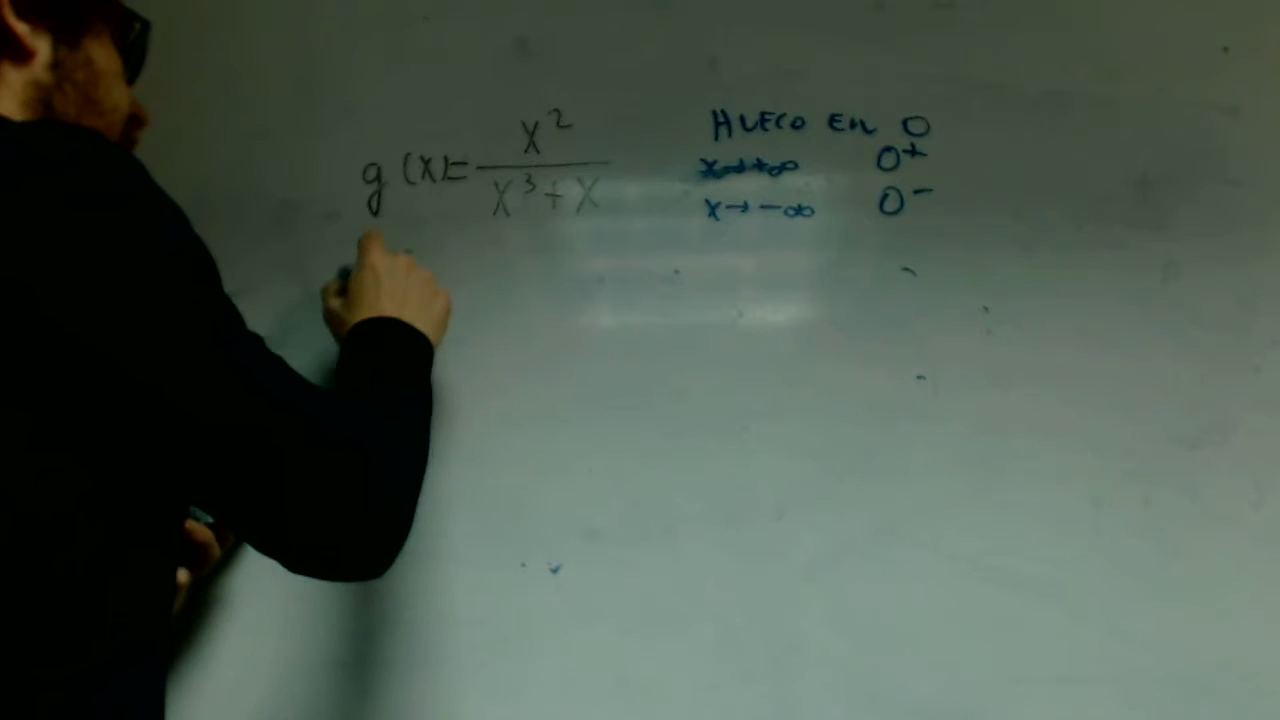 g(x)= x²/(x³+x)
HUECO EN 0
x→+∞ 0⁺
x→-∞ 0⁻